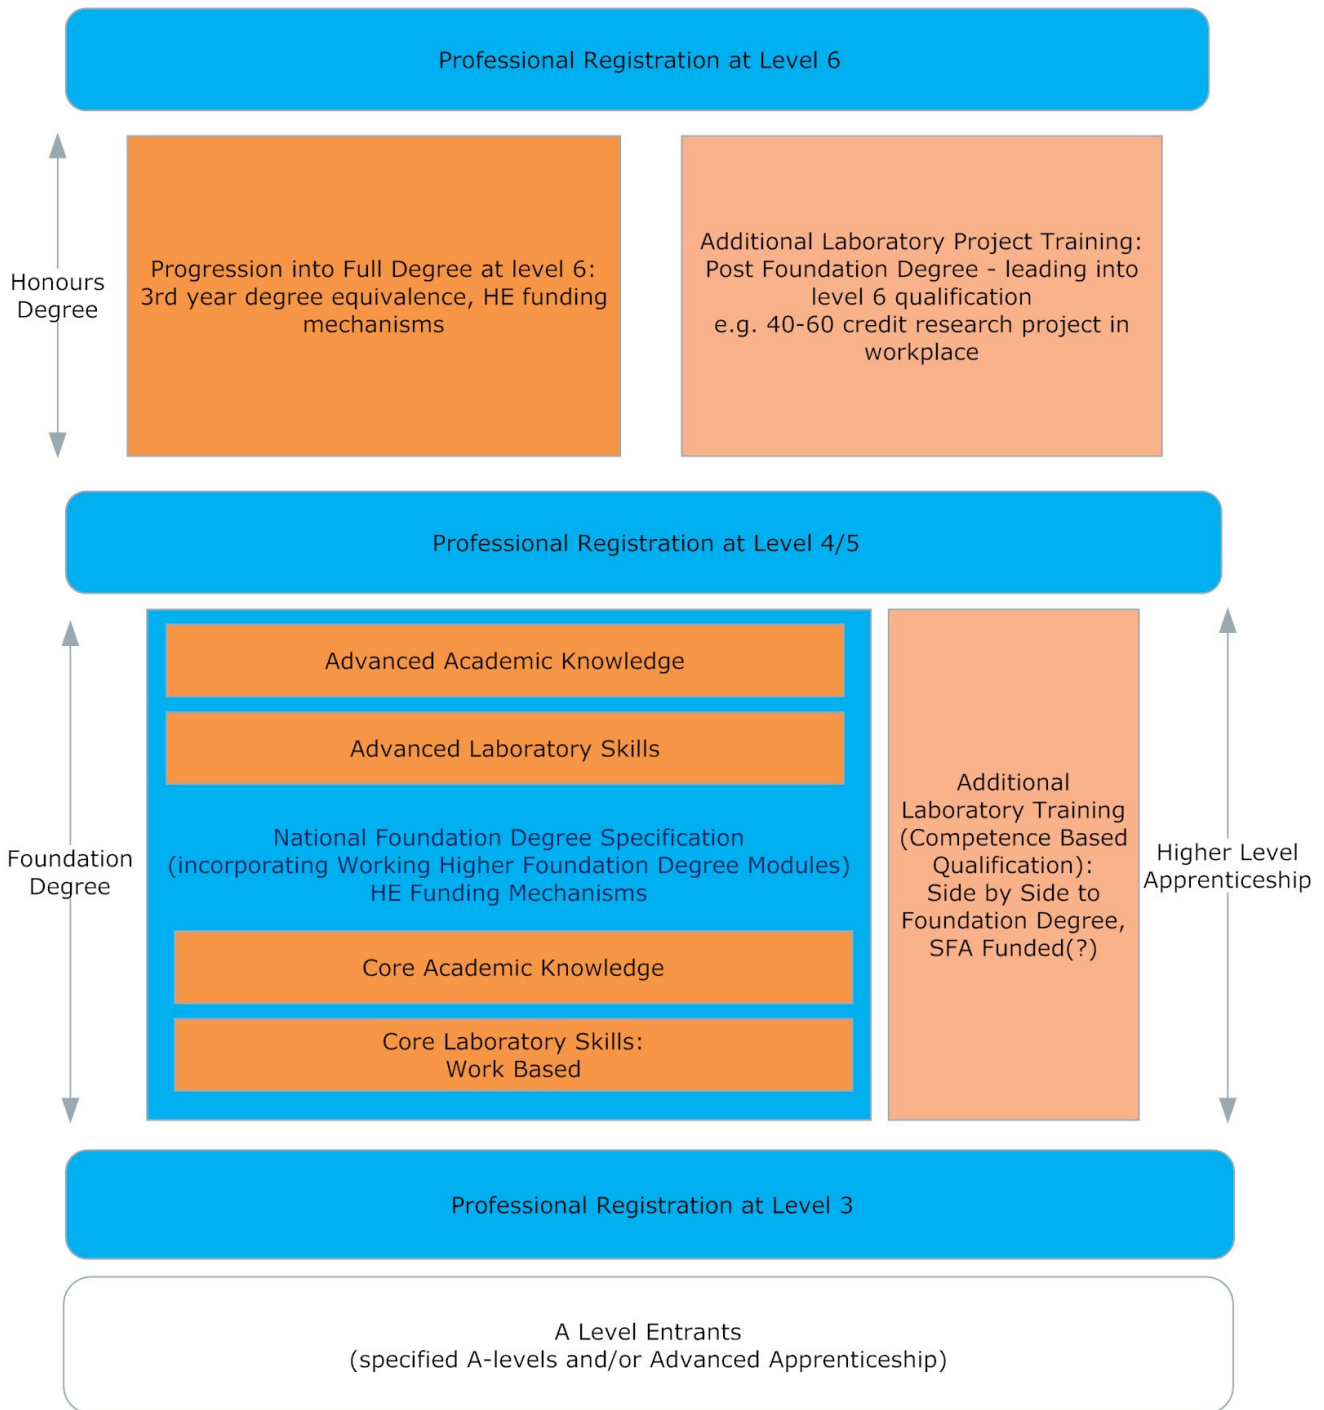 Professional Registration at Level 6
Honours
Degree
Progression into Full Degree at level 6:
3rd year degree equivalence, HE funding
mechanisms
Additional Laboratory Project Training:
Post Foundation Degree - leading into
level 6 qualification
e.g. 40-60 credit research project in
workplace
Professional Registration at Level 4/5
Foundation
Degree
Advanced Academic Knowledge
Advanced Laboratory Skills
National Foundation Degree Specification
(incorporating Working Higher Foundation Degree Modules)
HE Funding Mechanisms
Core Academic Knowledge
Core Laboratory Skills:
Work Based
Additional
Laboratory Training
(Competence Based
Qualification):
Side by Side to
Foundation Degree,
SFA Funded(?)
Higher Level
Apprenticeship
Professional Registration at Level 3
A Level Entrants
(specified A-levels and/or Advanced Apprenticeship)